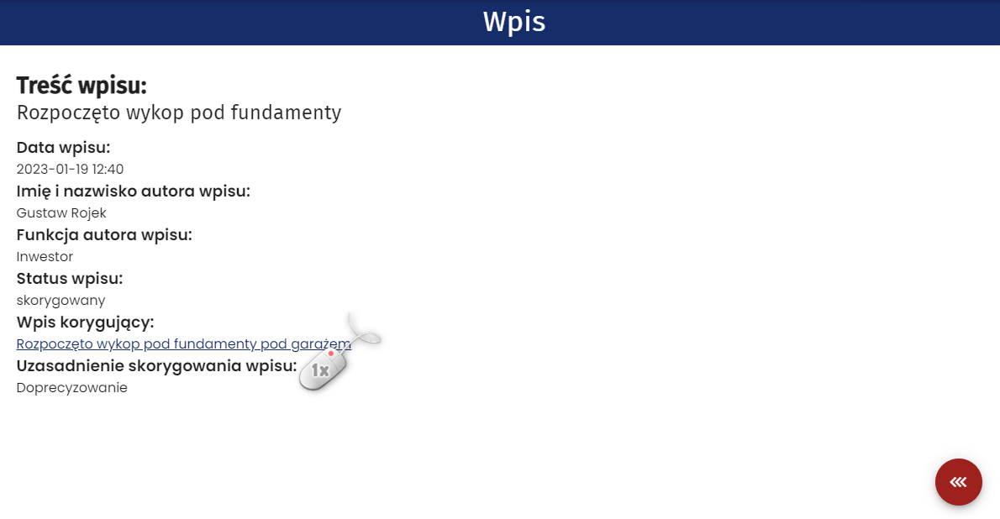 Wpis
Treść wpisu:
Rozpoczęto wykop pod fundamenty
Data wpisu:
2023-01-19 12:40
Imię i nazwisko autora wpisu:
Gustaw Rojek
Funkcja autora wpisu:
Inwestor
Status wpisu:
skorygowany
Wpis korygujący:
Rozpoczęto wykop pod fundamenty pod garażem
Uzasadnienie skorygowania wpisu:
1x
Doprecyzowanie